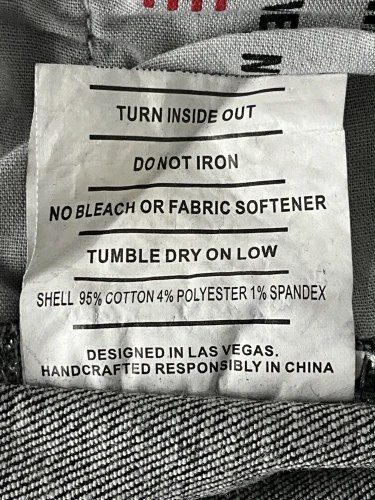 VE N
TURN INSIDE OUT
DO NOT IRON
NO BLEACH OR FABRIC SOFTENER
TUMBLE DRY ON LOW
SHELL 95% COTTON 4% POLYESTER 1% SPANDEX
DESIGNED IN LAS VEGAS.
HANDCRAFTED RESPONSIBLY IN CHINA